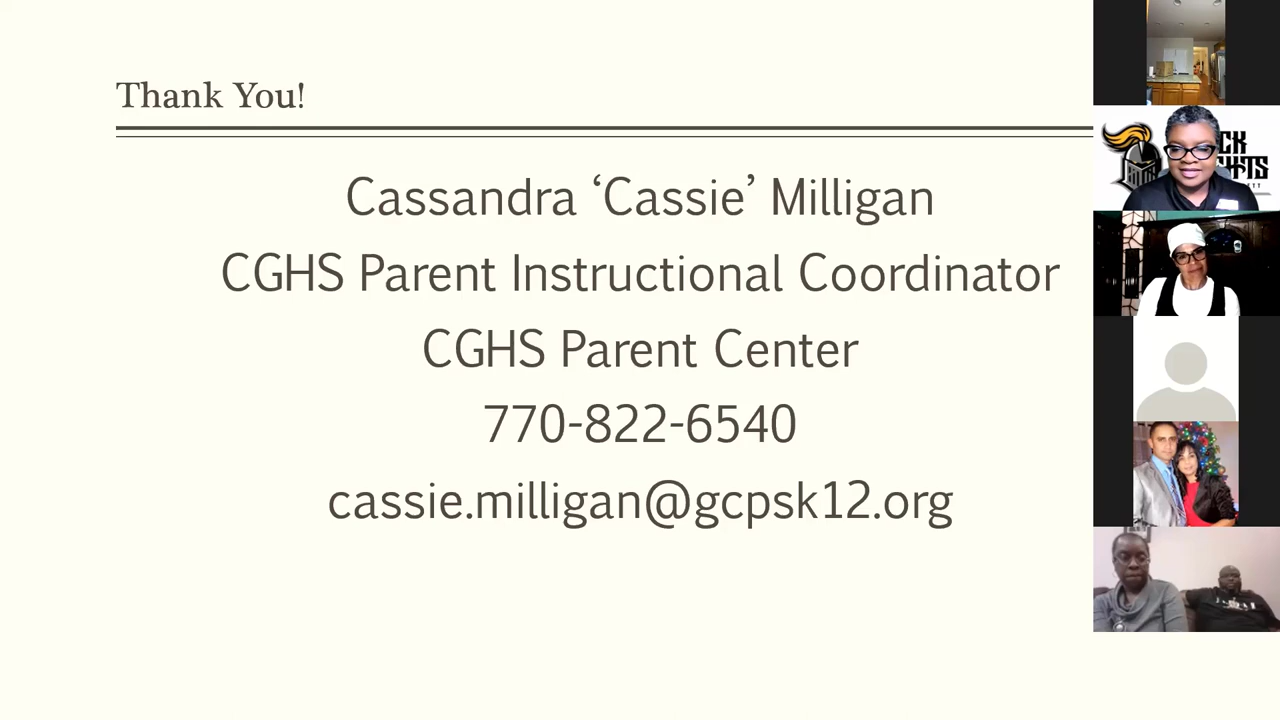 Thank You!
Cassandra ‘Cassie’ Milligan
CGHS Parent Instructional Coordinator
CGHS Parent Center
770-822-6540
cassie.milligan@gcpsk12.org